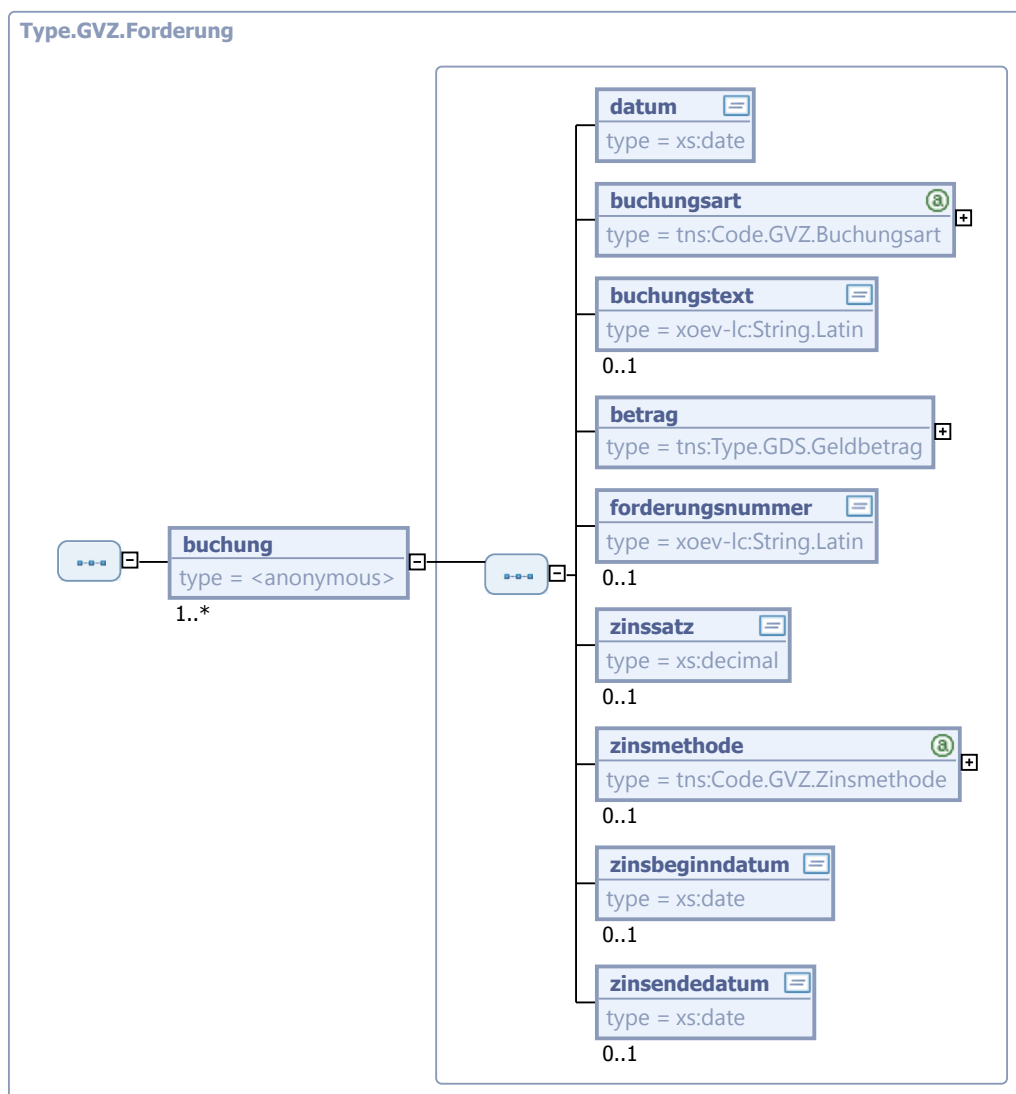 Type.GVZ.Forderung
datum
type = xs:date
buchungsart
type = tns:Code.GVZ.Buchungsart
buchungstext
type = xoev-lc:String.Latin
0..1
betrag
type = tns:Type.GDS.Geldbetrag
forderungsnummer
type = xoev-lc:String.Latin
0..1
buchung
type = <anonymous>
1..*
zinssatz
type = xs:decimal
0..1
zinsmethode
type = tns:Code.GVZ.Zinsmethode
0..1
zinsbeginndatum
type = xs:date
0..1
zinsendedatum
type = xs:date
0..1